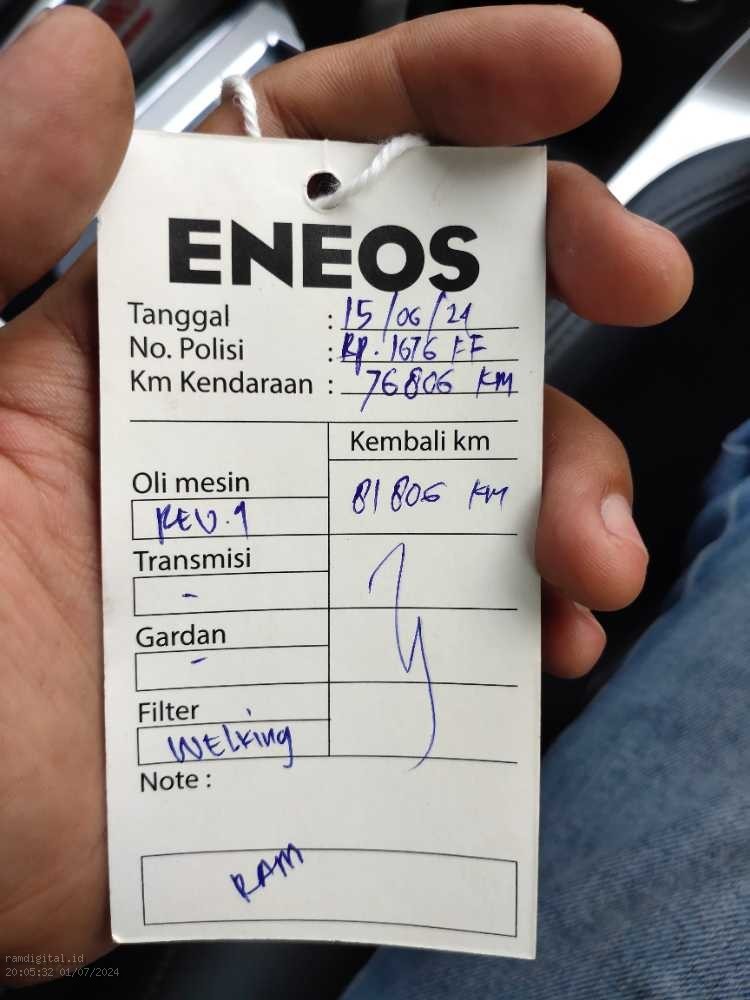 ENEOS
Tanggal : 15/06/24
No. Polisi : BP. 1676 FF
Km Kendaraan : 76806 KM
Kembali km
Oli mesin
REV.1
81806 KM
Transmisi
-
Gardan
-
Filter
WELking
Note :
RAM
ramdigital.id
20:05:32 01/07/2024